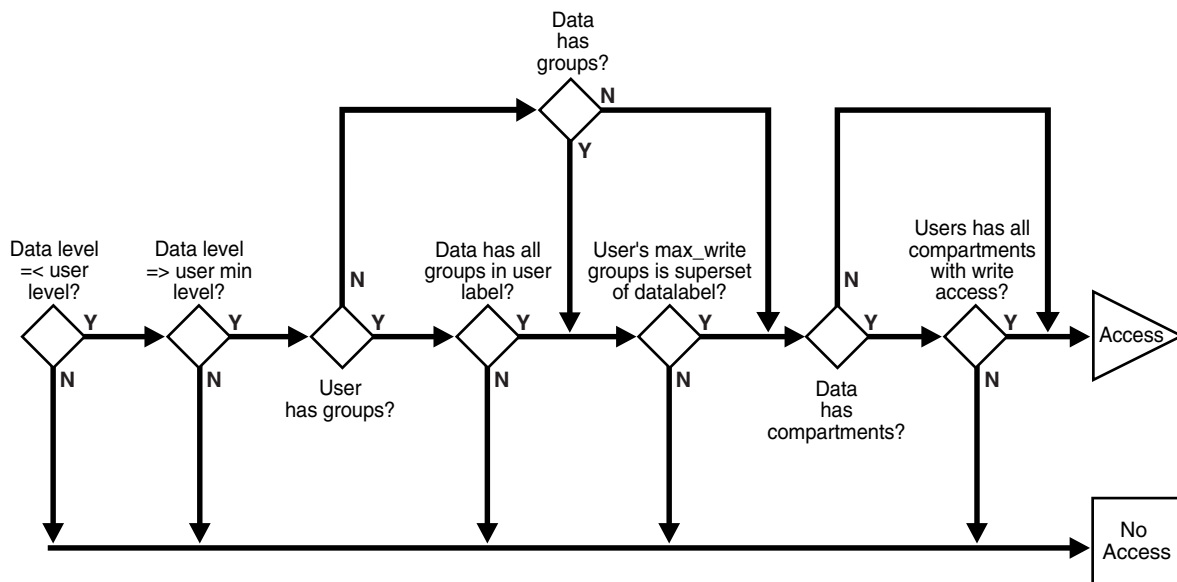 Data
has
groups?
N
Y
Data level
=< user
level?
Y
N
Data level
=> user min
level?
Y
N
N
Y
User
has groups?
Data has all
groups in user
label?
Y
N
User's max_write
groups is superset
of datalabel?
Y
N
N
Y
Data
has
compartments?
Users has all
compartments
with write
access?
Y
N
Access
No
Access